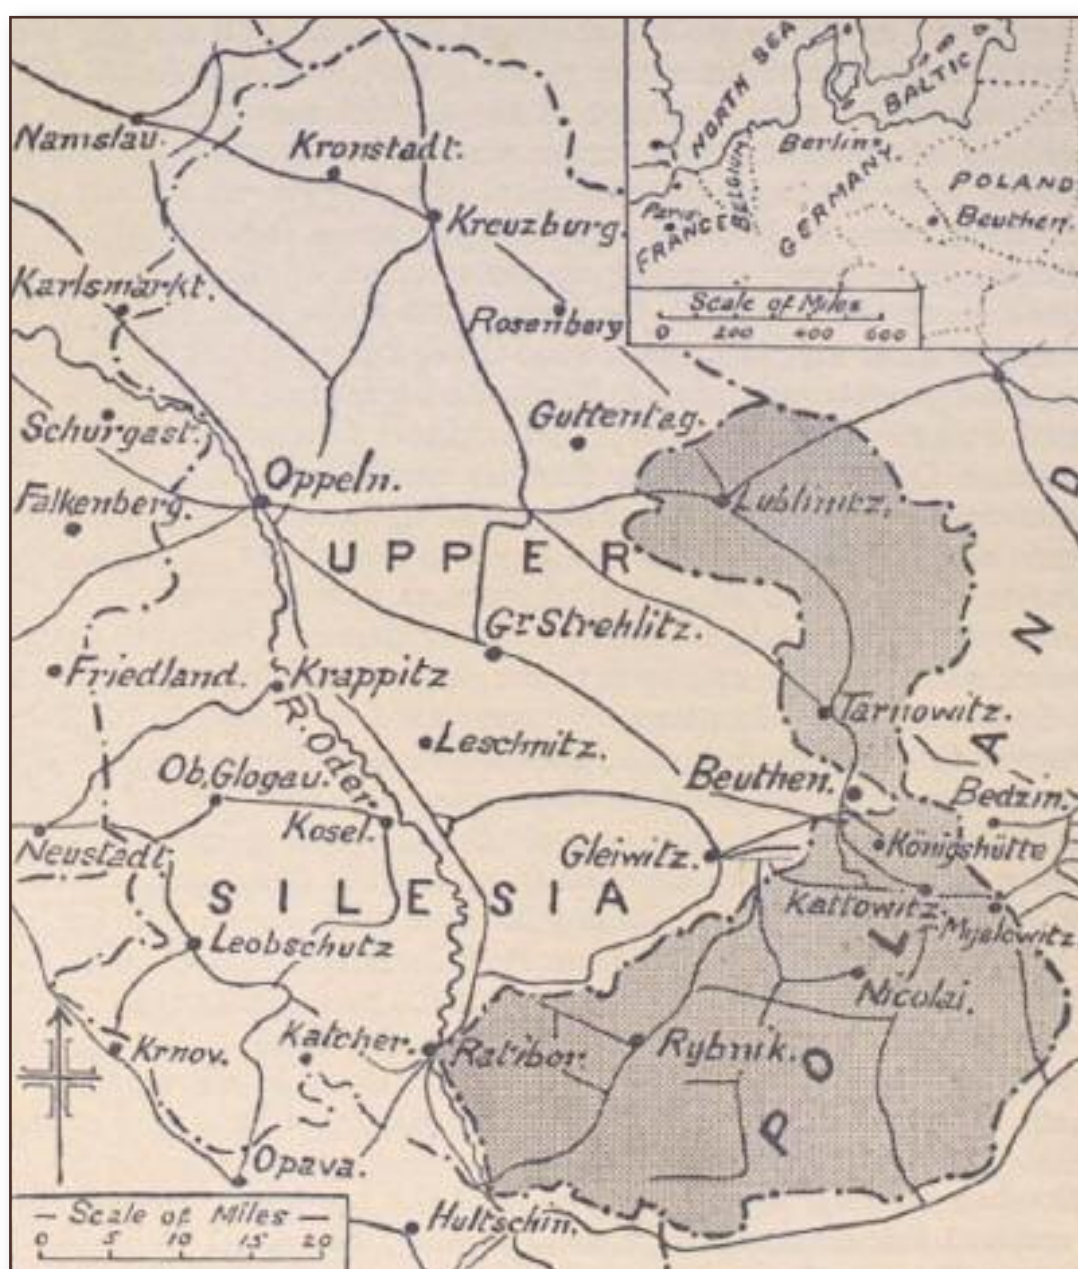 NORTH SEA
BALTIC
Berlin.
GERMANY.
BELGIUM
Paris.
FRANCE
POLAND
Beuthen.
Scale of Miles
0 200 400 600
Namslau.
Kronstadt.
Kreuzburg.
Karlsmarkt.
Rosenberg
Schurgast.
Guttentag.
Oppeln.
Falkenberg.
Lublinitz.
UPPER
Gr Strehlitz.
Friedland.
Krappitz
R. Oder
Tarnowitz.
Leschnitz.
Ob. Glogau.
Beuthen.
Bedzin.
Kosel.
Neustadt.
Gleiwitz.
Königshütte
SILESIA
Kattowitz.
Myslowitz
Leobschutz
Nicolai.
Krnov.
Katcher.
Ratibor.
Rybnik.
POLAND
Opava.
Hultschin.
Scale of Miles
0 5 10 15 20